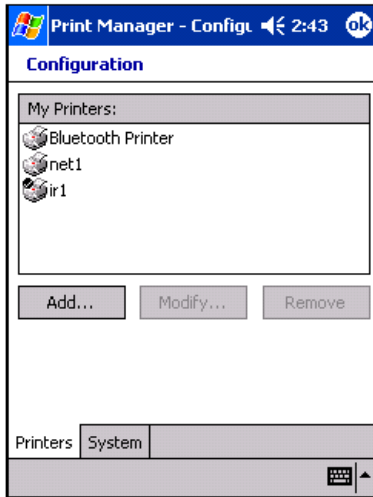 Print Manager - Configu 2:43 ok
Configuration
My Printers:
Bluetooth Printer
net1
ir1
Add... Modify... Remove
Printers System